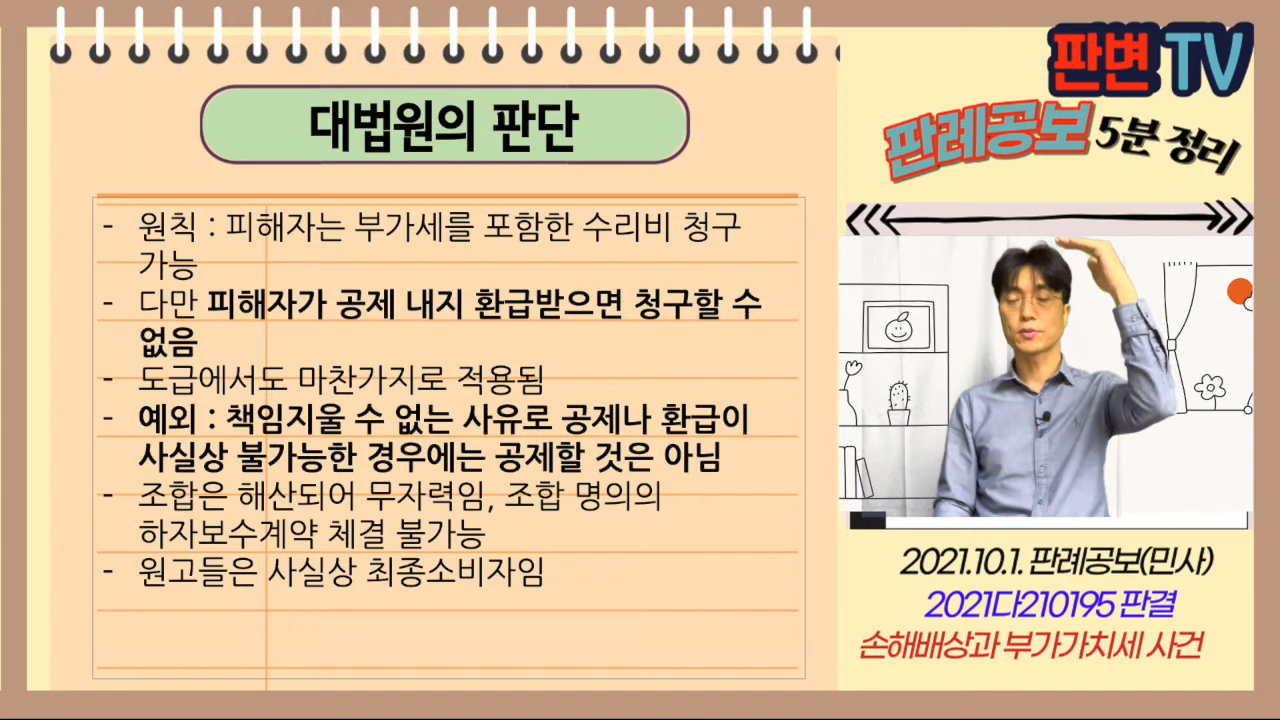 대법원의 판단
- 원칙 : 피해자는 부가세를 포함한 수리비 청구
가능
- 다만 피해자가 공제 내지 환급받으면 청구할 수
없음
- 도급에서도 마찬가지로 적용됨
- 예외 : 책임지울 수 없는 사유로 공제나 환급이
사실상 불가능한 경우에는 공제할 것은 아님
- 조합은 해산되어 무자력임, 조합 명의의
하자보수계약 체결 불가능
- 원고들은 사실상 최종소비자임
판변 TV
판례공보 5분 정리
2021.10.1. 판례공보(민사)
2021다210195 판결
손해배상과 부가가치세 사건